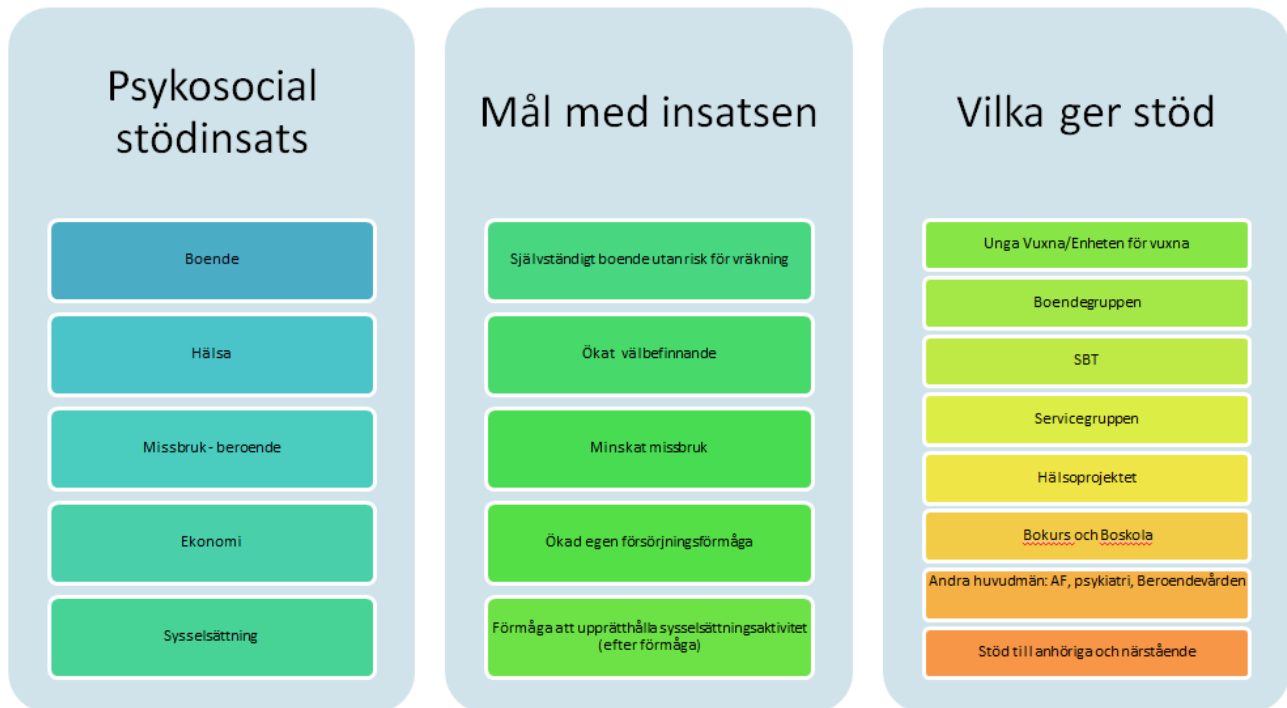 Psykosocial
stödinsats
Boende
Hälsa
Missbruk- beroende
Ekonomi
Sysselsättning
Mål med insatsen
Självständigt boende utan risk för vräkning
Ökat välbefinnande
Minskat missbruk
Ökad egen försörjningsförmåga
Förmåga att upprätthålla sysselsättningsaktivitet
(efter förmåga)
Vilka ger stöd
Unga Vuxna/Enheten för vuxna
Boendegruppen
SBT
Servicegruppen
Hälsoprojektet
Bokurs och Boskola
Andra huvudmän: AF, psykiatri, Beroendevården
Stöd till anhöriga och närstående